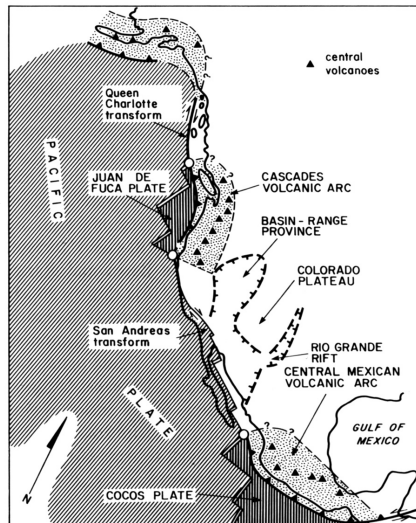 central
volcanoes
Queen
Charlotte
transform
PACIFIC
JUAN DE
FUCA PLATE
CASCADES
VOLCANIC ARC
BASIN - RANGE
PROVINCE
COLORADO
PLATEAU
San Andreas
transform
RIO GRANDE
RIFT
CENTRAL MEXICAN
VOLCANIC ARC
PLATE
GULF OF
MEXICO
COCOS PLATE
N
?
?
?
?
?
?